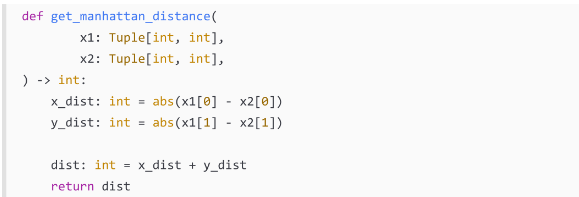 def get_manhattan_distance(
        x1: Tuple[int, int],
        x2: Tuple[int, int],
) -> int:
    x_dist: int = abs(x1[0] - x2[0])
    y_dist: int = abs(x1[1] - x2[1])

    dist: int = x_dist + y_dist
    return dist